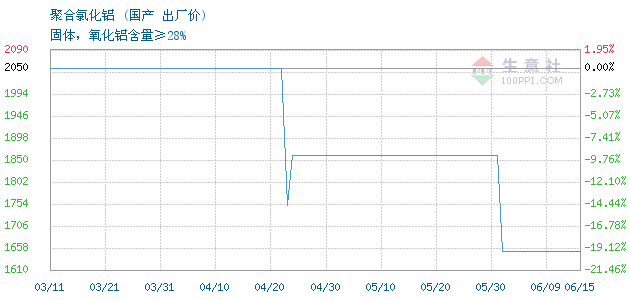 聚合氯化铝 (国产 出厂价)
固体，氧化铝含量≥28%
2090 1.95%
2050 0.00%
1994 -2.73%
1946 -5.07%
1898 -7.41%
1850 -9.76%
1802 -12.10%
1754 -14.44%
1706 -16.78%
1658 -19.12%
1610 -21.46%
生意社
100PPI.COM
03/11 03/21 03/31 04/10 04/20 04/30 05/10 05/20 05/30 06/09 06/15